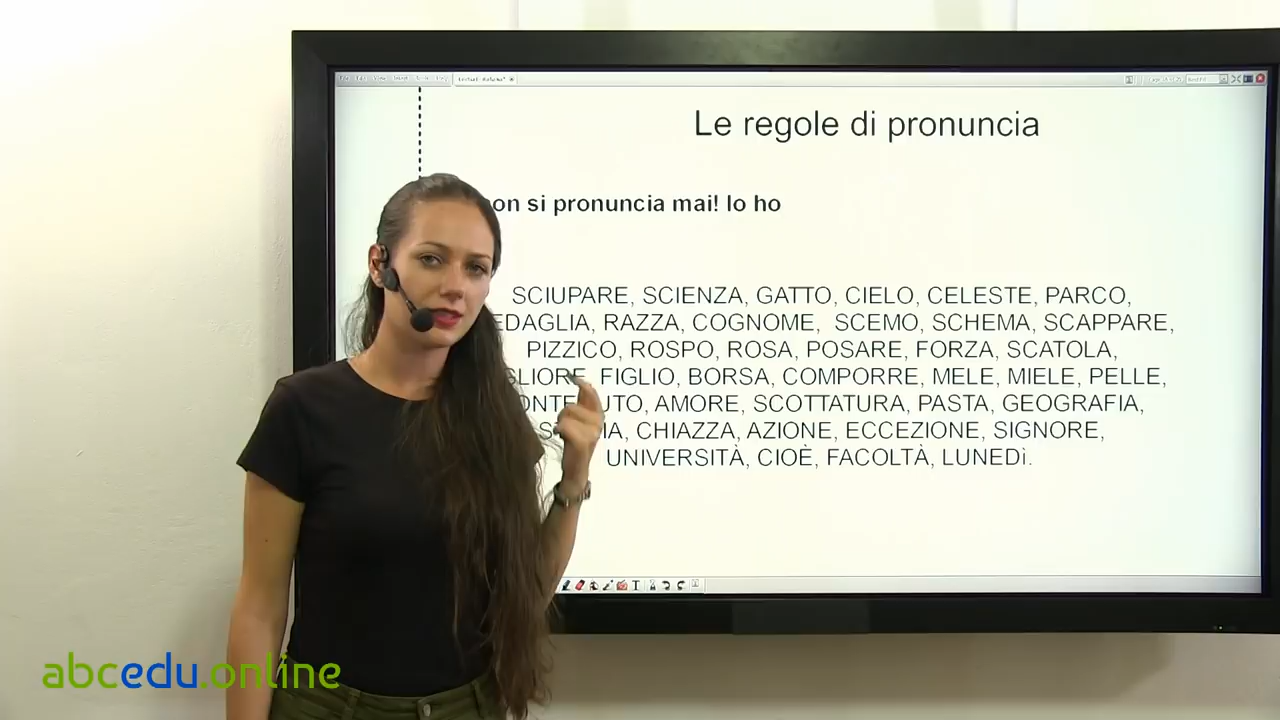 Le regole di pronuncia
on si pronuncia mai! Io ho
SCIUPARE, SCIENZA, GATTO, CIELO, CELESTE, PARCO,
EDAGLIA, RAZZA, COGNOME, SCEMO, SCHEMA, SCAPPARE,
PIZZICO, ROSPO, ROSA, POSARE, FORZA, SCATOLA,
GLIORE, FIGLIO, BORSA, COMPORRE, MELE, MIELE, PELLE,
AMORE, SCOTTATURA, PASTA, GEOGRAFIA,
CHIAZZA, AZIONE, ECCEZIONE, SIGNORE,
UNIVERSITÀ, CIOÈ, FACOLTÀ, LUNEDì.
abcedu.online